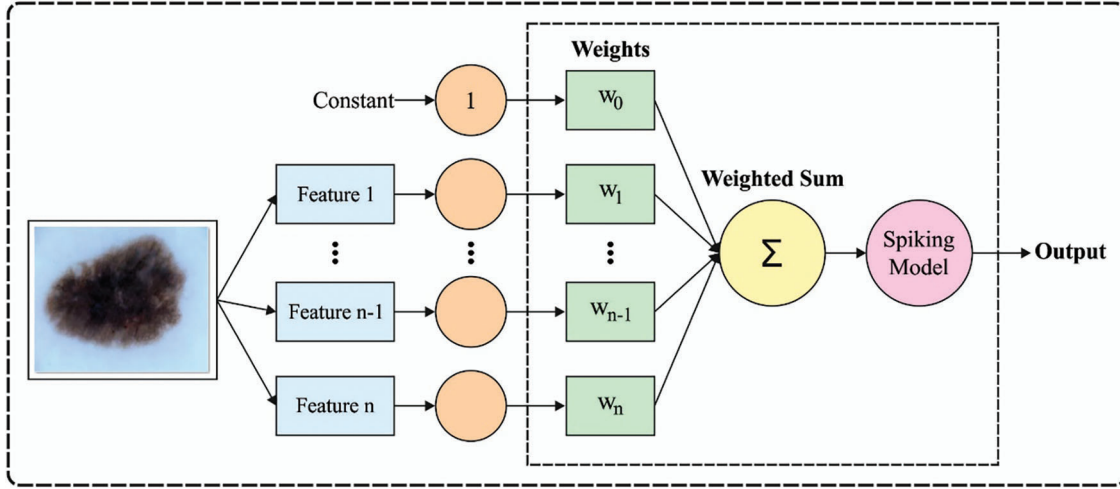 Weights
Constant
1
w0
Feature 1
w1
Weighted Sum
Σ
Spiking
Model
Output
Feature n-1
wn-1
Feature n
wn